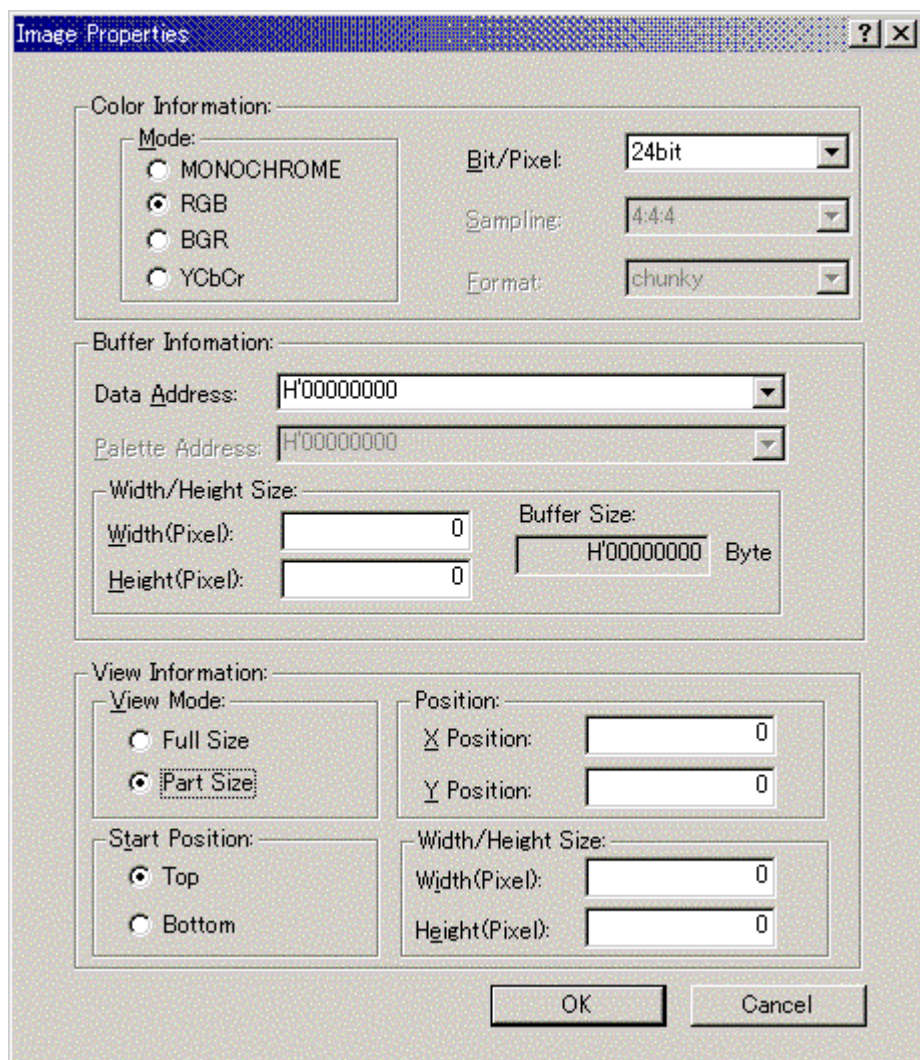 Image Properties
Color Information:
Mode:
MONOCHROME
RGB
BGR
YCbCr
Bit/Pixel: 24bit
Sampling: 4:4:4
Format: chunky
Buffer Infomation:
Data Address: H'00000000
Palette Address: H'00000000
Width/Height Size:
Width(Pixel): 0
Height(Pixel): 0
Buffer Size:
H'00000000 Byte
View Information:
View Mode:
Full Size
Part Size
Position:
X Position: 0
Y Position: 0
Start Position:
Top
Bottom
Width/Height Size:
Width(Pixel): 0
Height(Pixel): 0
OK Cancel